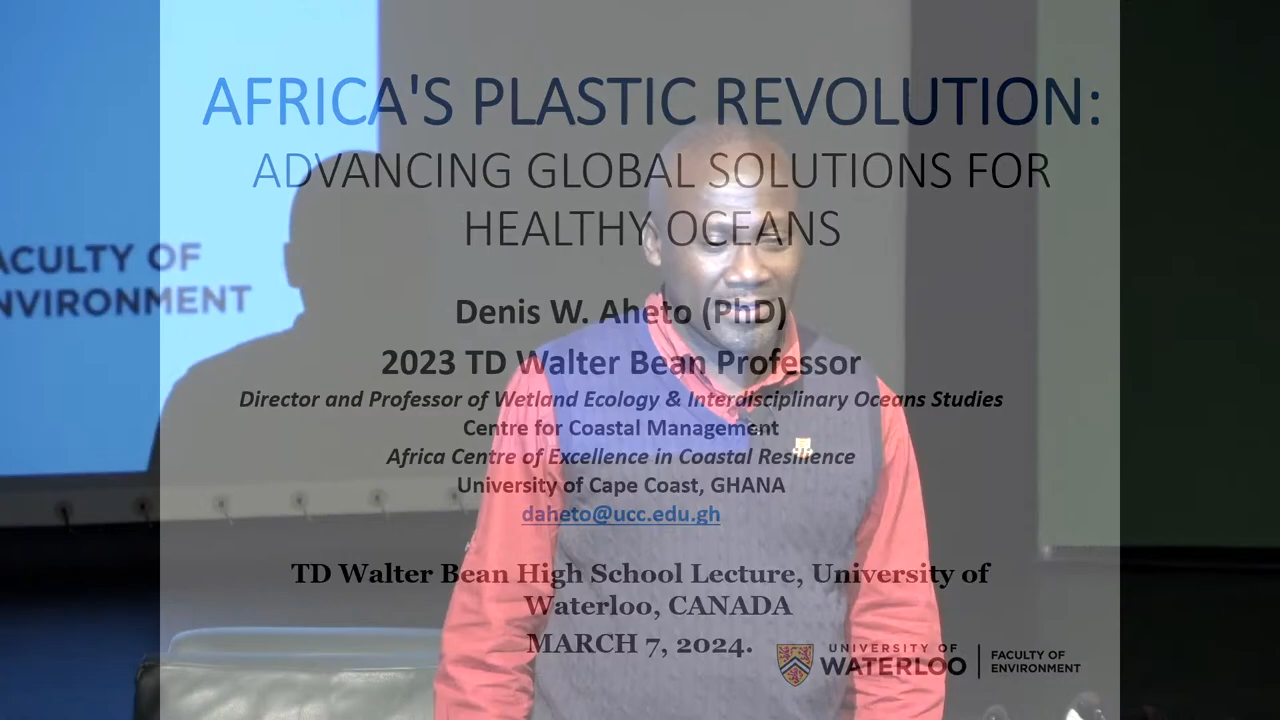 AFRICA'S PLASTIC REVOLUTION:
ADVANCING GLOBAL SOLUTIONS FOR
HEALTHY OCEANS
ACULTY OF
NVIRONMENT
Denis W. Aheto (PhD)
2023 TD Walter Bean Professor
Director and Professor of Wetland Ecology & Interdisciplinary Oceans Studies
Centre for Coastal Management
Africa Centre of Excellence in Coastal Resilience
University of Cape Coast, GHANA
daheto@ucc.edu.gh
TD Walter Bean High School Lecture, University of
Waterloo, CANADA
MARCH 7, 2024.
UNIVERSITY OF
WATERLOO
FACULTY OF
ENVIRONMENT